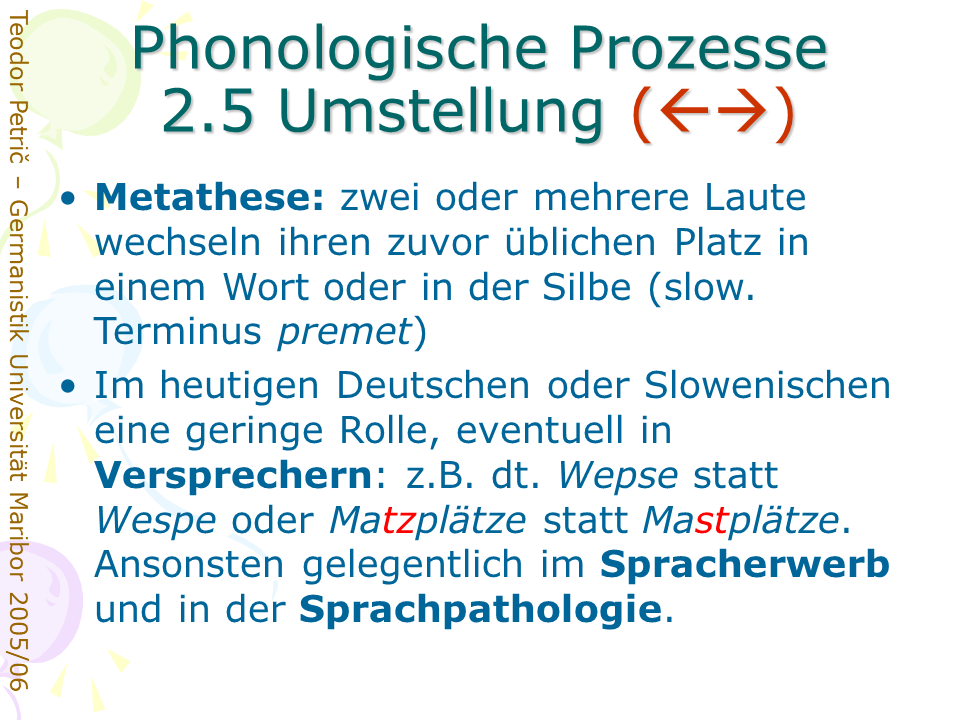 Phonologische Prozesse
2.5 Umstellung (←→)
• Metathese: zwei oder mehrere Laute
wechseln ihren zuvor üblichen Platz in
einem Wort oder in der Silbe (slow.
Terminus premet)
• Im heutigen Deutschen oder Slowenischen
eine geringe Rolle, eventuell in
Versprechern: z.B. dt. Wepse statt
Wespe oder Matzplätze statt Mastplätze.
Ansonsten gelegentlich im Spracherwerb
und in der Sprachpathologie.
Teodor Petrič – Germanistik Universität Maribor 2005/06